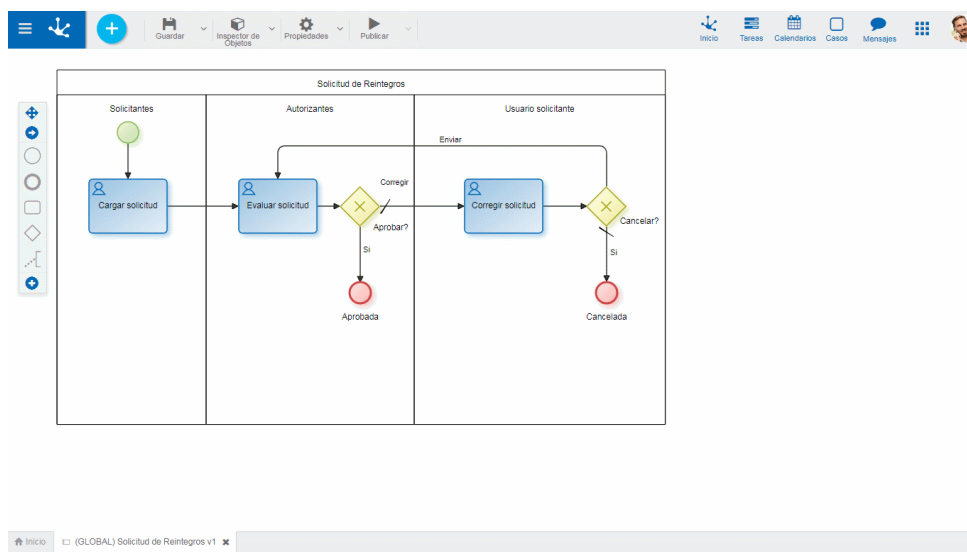 Guardar
Inspector de
Objetos
Propiedades
Publicar
Inicio
Tareas
Calendarios
Casos
Mensajes
Solicitud de Reintegros
Solicitantes
Autorizantes
Usuario solicitante
Enviar
Cargar solicitud
Evaluar solicitud
Corregir
Aprobar?
Si
Aprobada
Corregir solicitud
Cancelar?
Si
Cancelada
Inicio
(GLOBAL) Solicitud de Reintegros v1